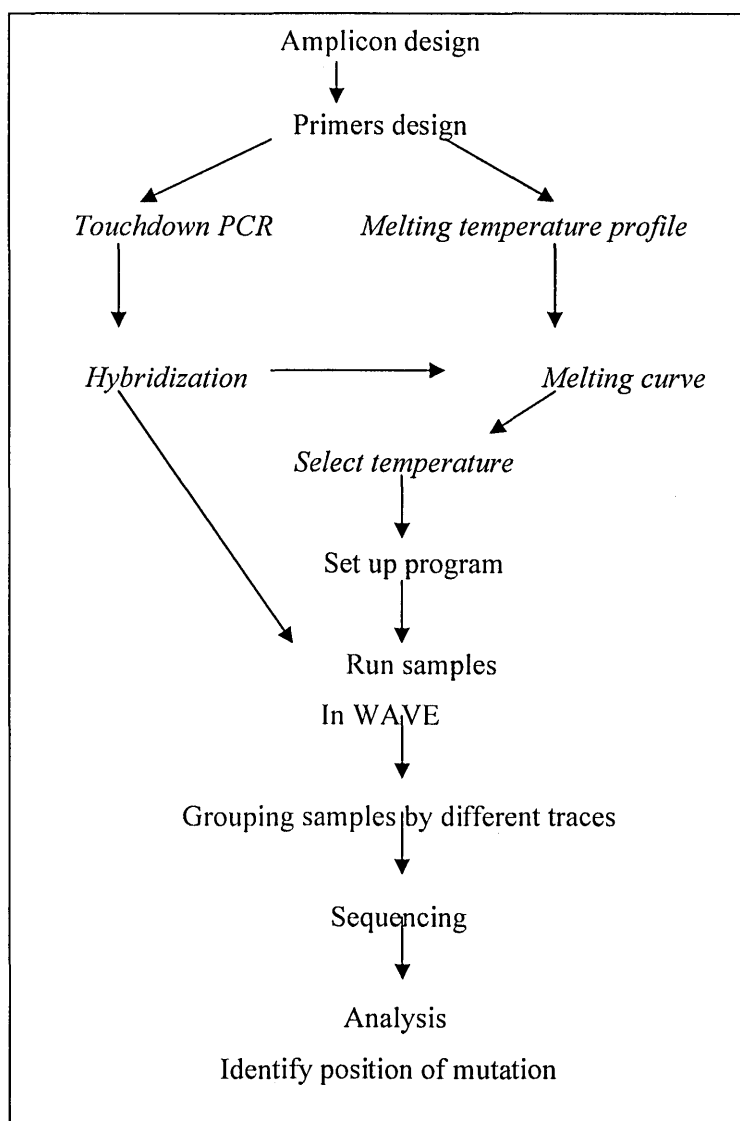 Amplicon design
Primers design
Touchdown PCR
Melting temperature profile
Hybridization
Melting curve
Select temperature
Set up program
Run samples
In WAVE
Grouping samples by different traces
Sequencing
Analysis
Identify position of mutation